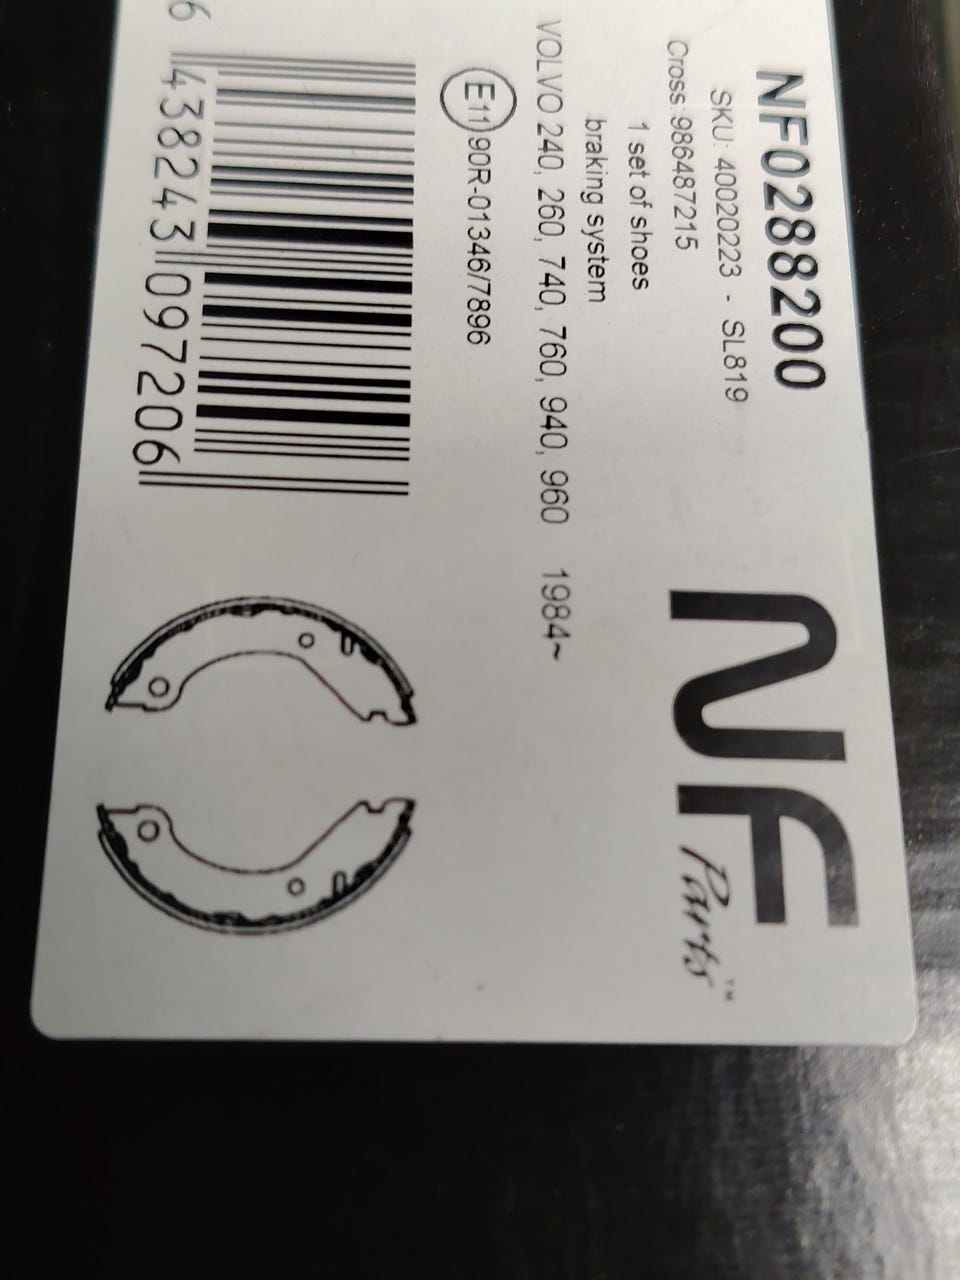 NF0288200
SKU: 40020223 - SL819
Cross: 986487215
1 set of shoes
braking system
VOLVO 240, 260, 740, 760, 940, 960 1984~
E11 90R-01346/7896
6 438243 097206
NF
Parts™